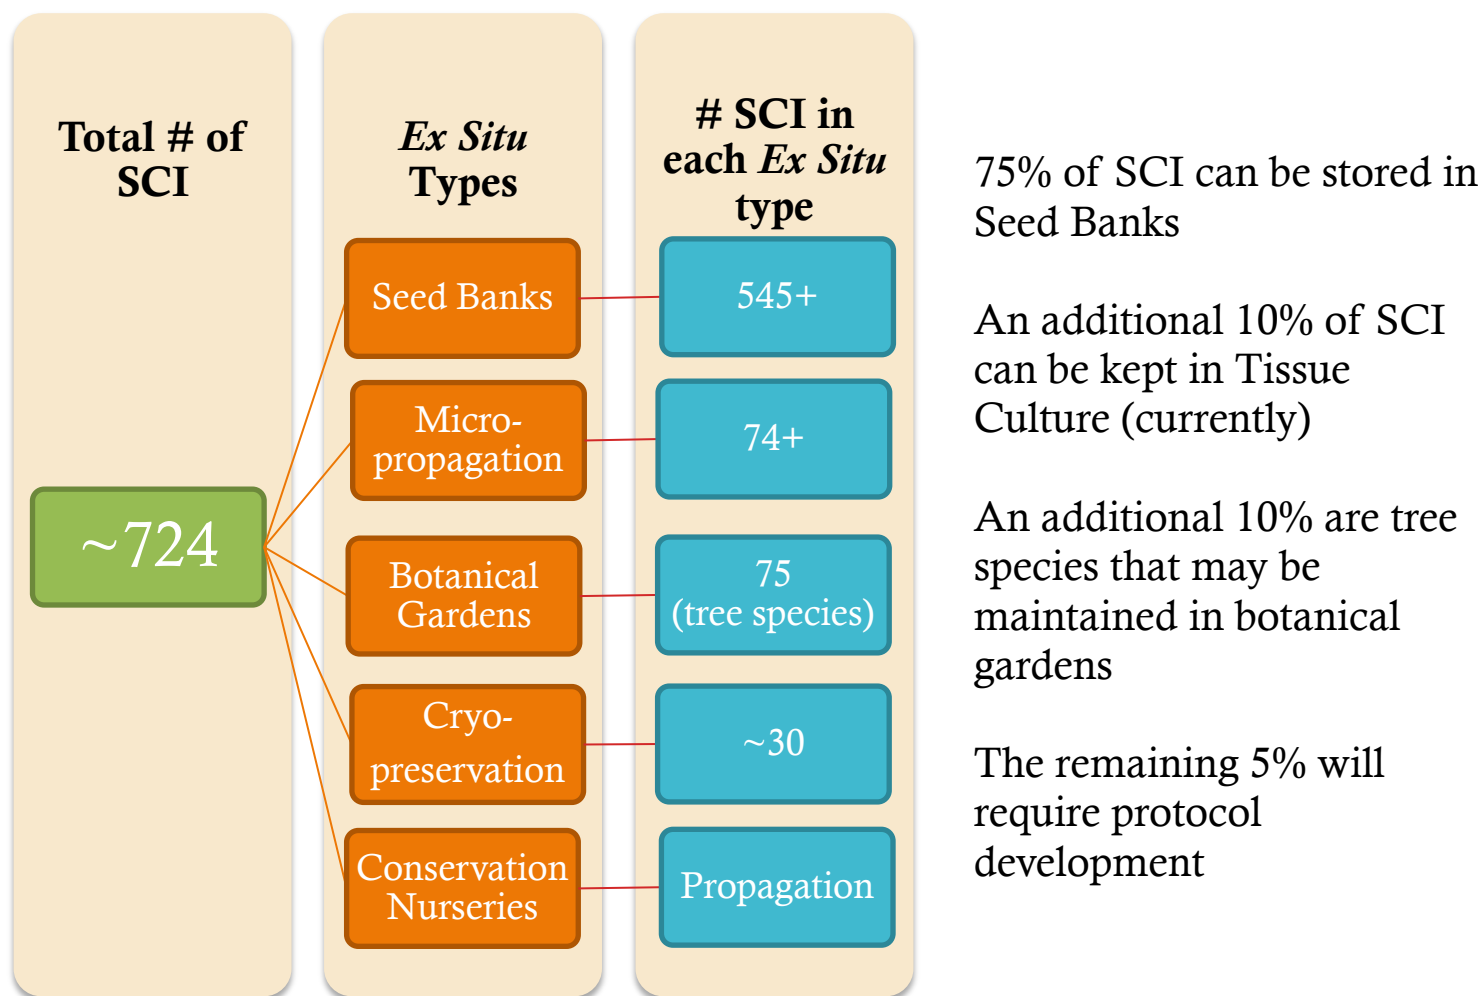 Total # of
SCI
Ex Situ
Types
# SCI in
each Ex Situ
type
~724
Seed Banks
545+
Micro-
propagation
74+
Botanical
Gardens
75
(tree species)
Cryo-
preservation
~30
Conservation
Nurseries
Propagation
75% of SCI can be stored in
Seed Banks
An additional 10% of SCI
can be kept in Tissue
Culture (currently)
An additional 10% are tree
species that may be
maintained in botanical
gardens
The remaining 5% will
require protocol
development